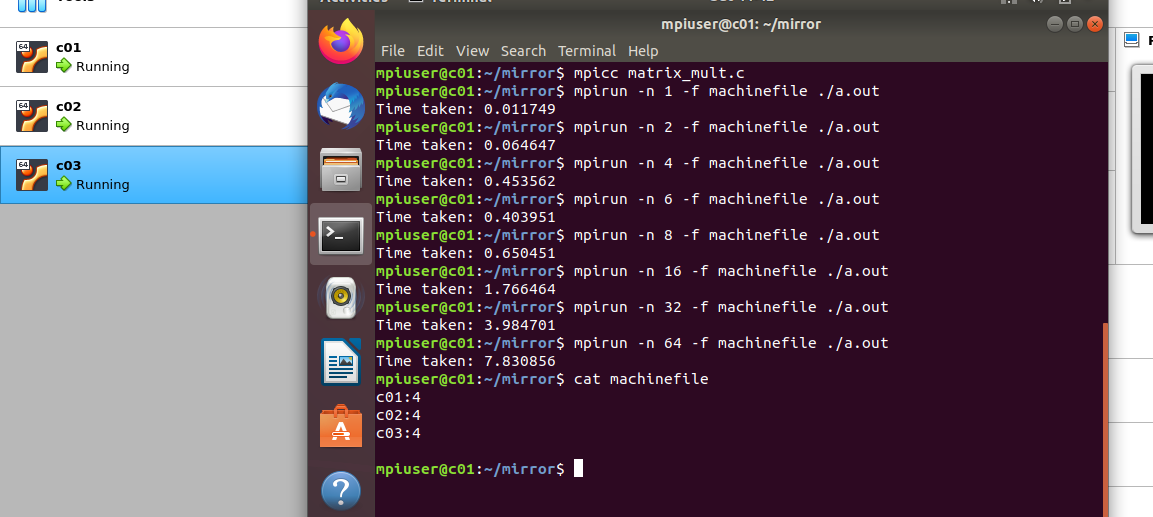 64
c01
Running
64
c02
Running
64
c03
Running
mpiuser@c01: ~/mirror
File Edit View Search Terminal Help
mpiuser@c01:~/mirror$ mpicc matrix_mult.c
mpiuser@c01:~/mirror$ mpirun -n 1 -f machinefile ./a.out
Time taken: 0.011749
mpiuser@c01:~/mirror$ mpirun -n 2 -f machinefile ./a.out
Time taken: 0.064647
mpiuser@c01:~/mirror$ mpirun -n 4 -f machinefile ./a.out
Time taken: 0.453562
mpiuser@c01:~/mirror$ mpirun -n 6 -f machinefile ./a.out
Time taken: 0.403951
mpiuser@c01:~/mirror$ mpirun -n 8 -f machinefile ./a.out
Time taken: 0.650451
mpiuser@c01:~/mirror$ mpirun -n 16 -f machinefile ./a.out
Time taken: 1.766464
mpiuser@c01:~/mirror$ mpirun -n 32 -f machinefile ./a.out
Time taken: 3.984701
mpiuser@c01:~/mirror$ mpirun -n 64 -f machinefile ./a.out
Time taken: 7.830856
mpiuser@c01:~/mirror$ cat machinefile
c01:4
c02:4
c03:4
mpiuser@c01:~/mirror$